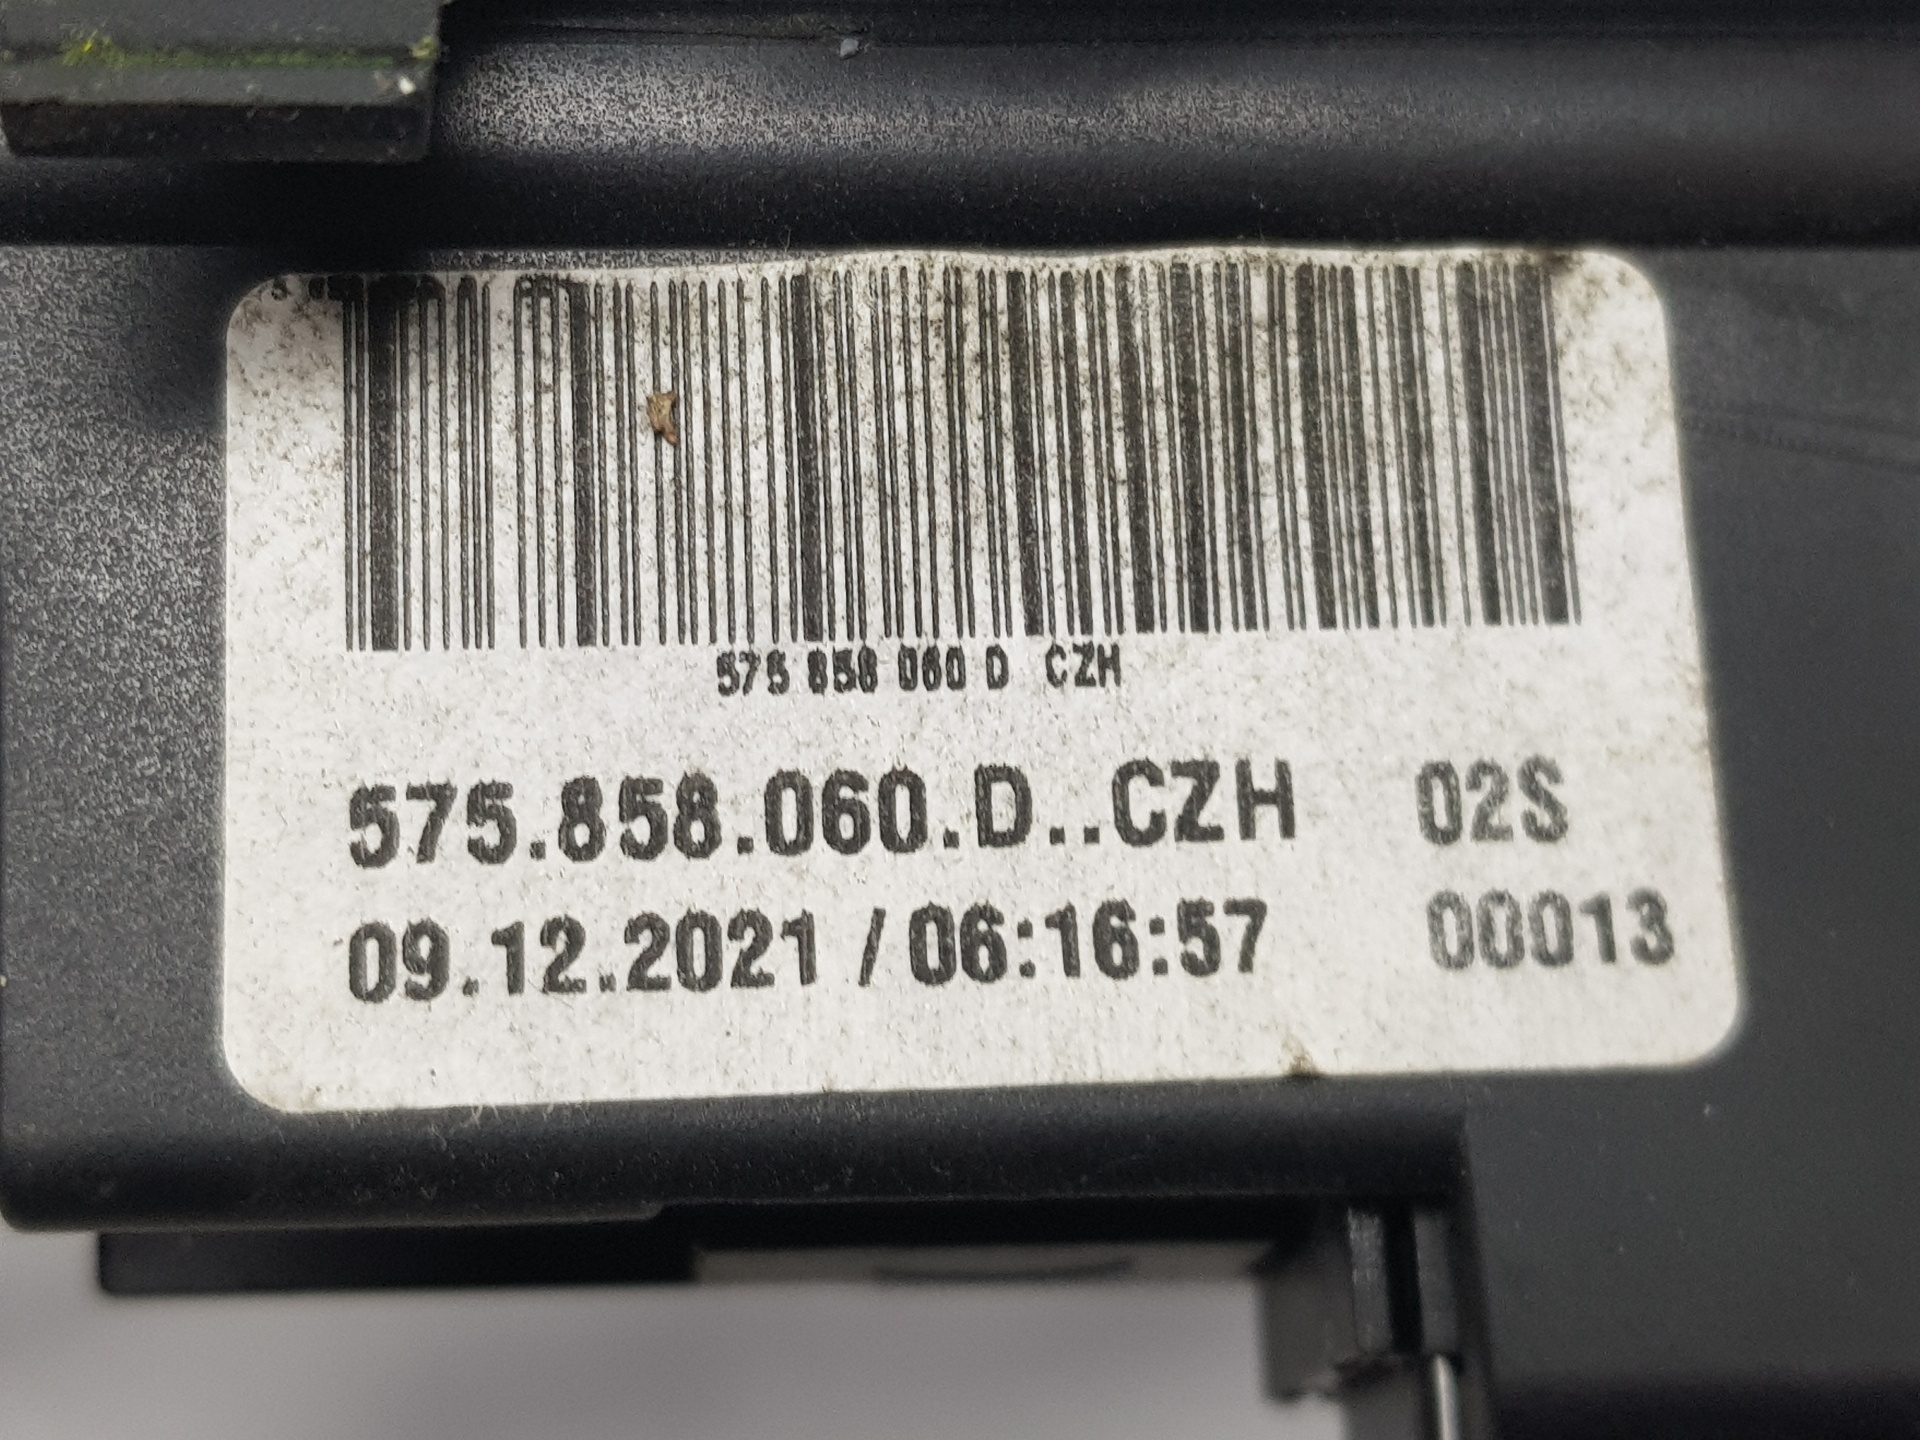 575 858 060 D CZH
575.858.060.D..CZH 02S
09.12.2021 / 06:16:57 00013